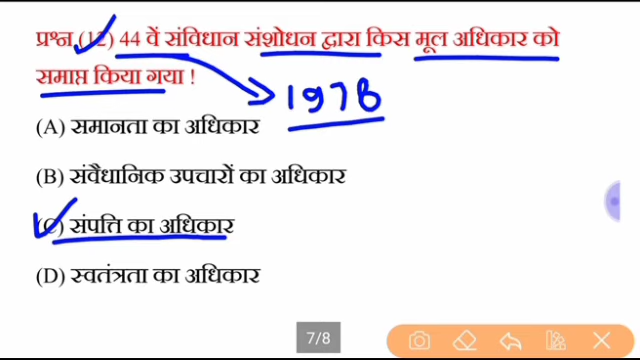 प्रश्न (12) 44 वें संविधान संशोधन द्वारा किस मूल अधिकार को
समाप्त किया गया !
1978
(A) समानता का अधिकार
(B) संवैधानिक उपचारों का अधिकार
(C) संपत्ति का अधिकार
(D) स्वतंत्रता का अधिकार
7/8